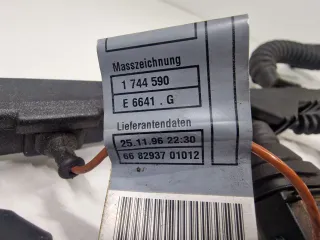 Masszeichnung
1 744 590
E 6641 . G
Lieferantendaten
25.11.96 22:30
66 82937 01012